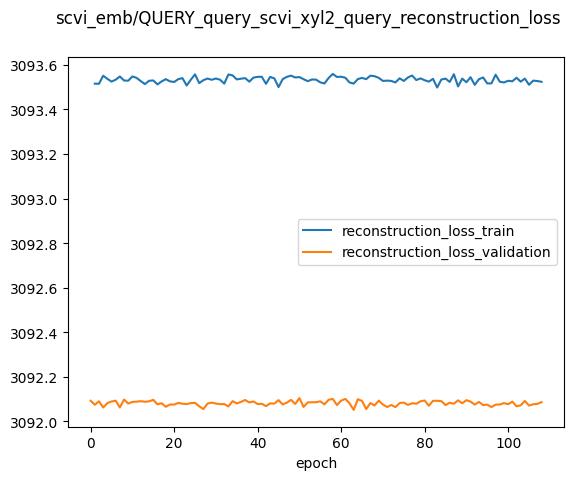 scvi_emb/QUERY_query_scvi_xyl2_query_reconstruction_loss
3093.6
3093.4
3093.2
3093.0
3092.8
3092.6
3092.4
3092.2
3092.0
reconstruction_loss_train
reconstruction_loss_validation
0 20 40 60 80 100
epoch